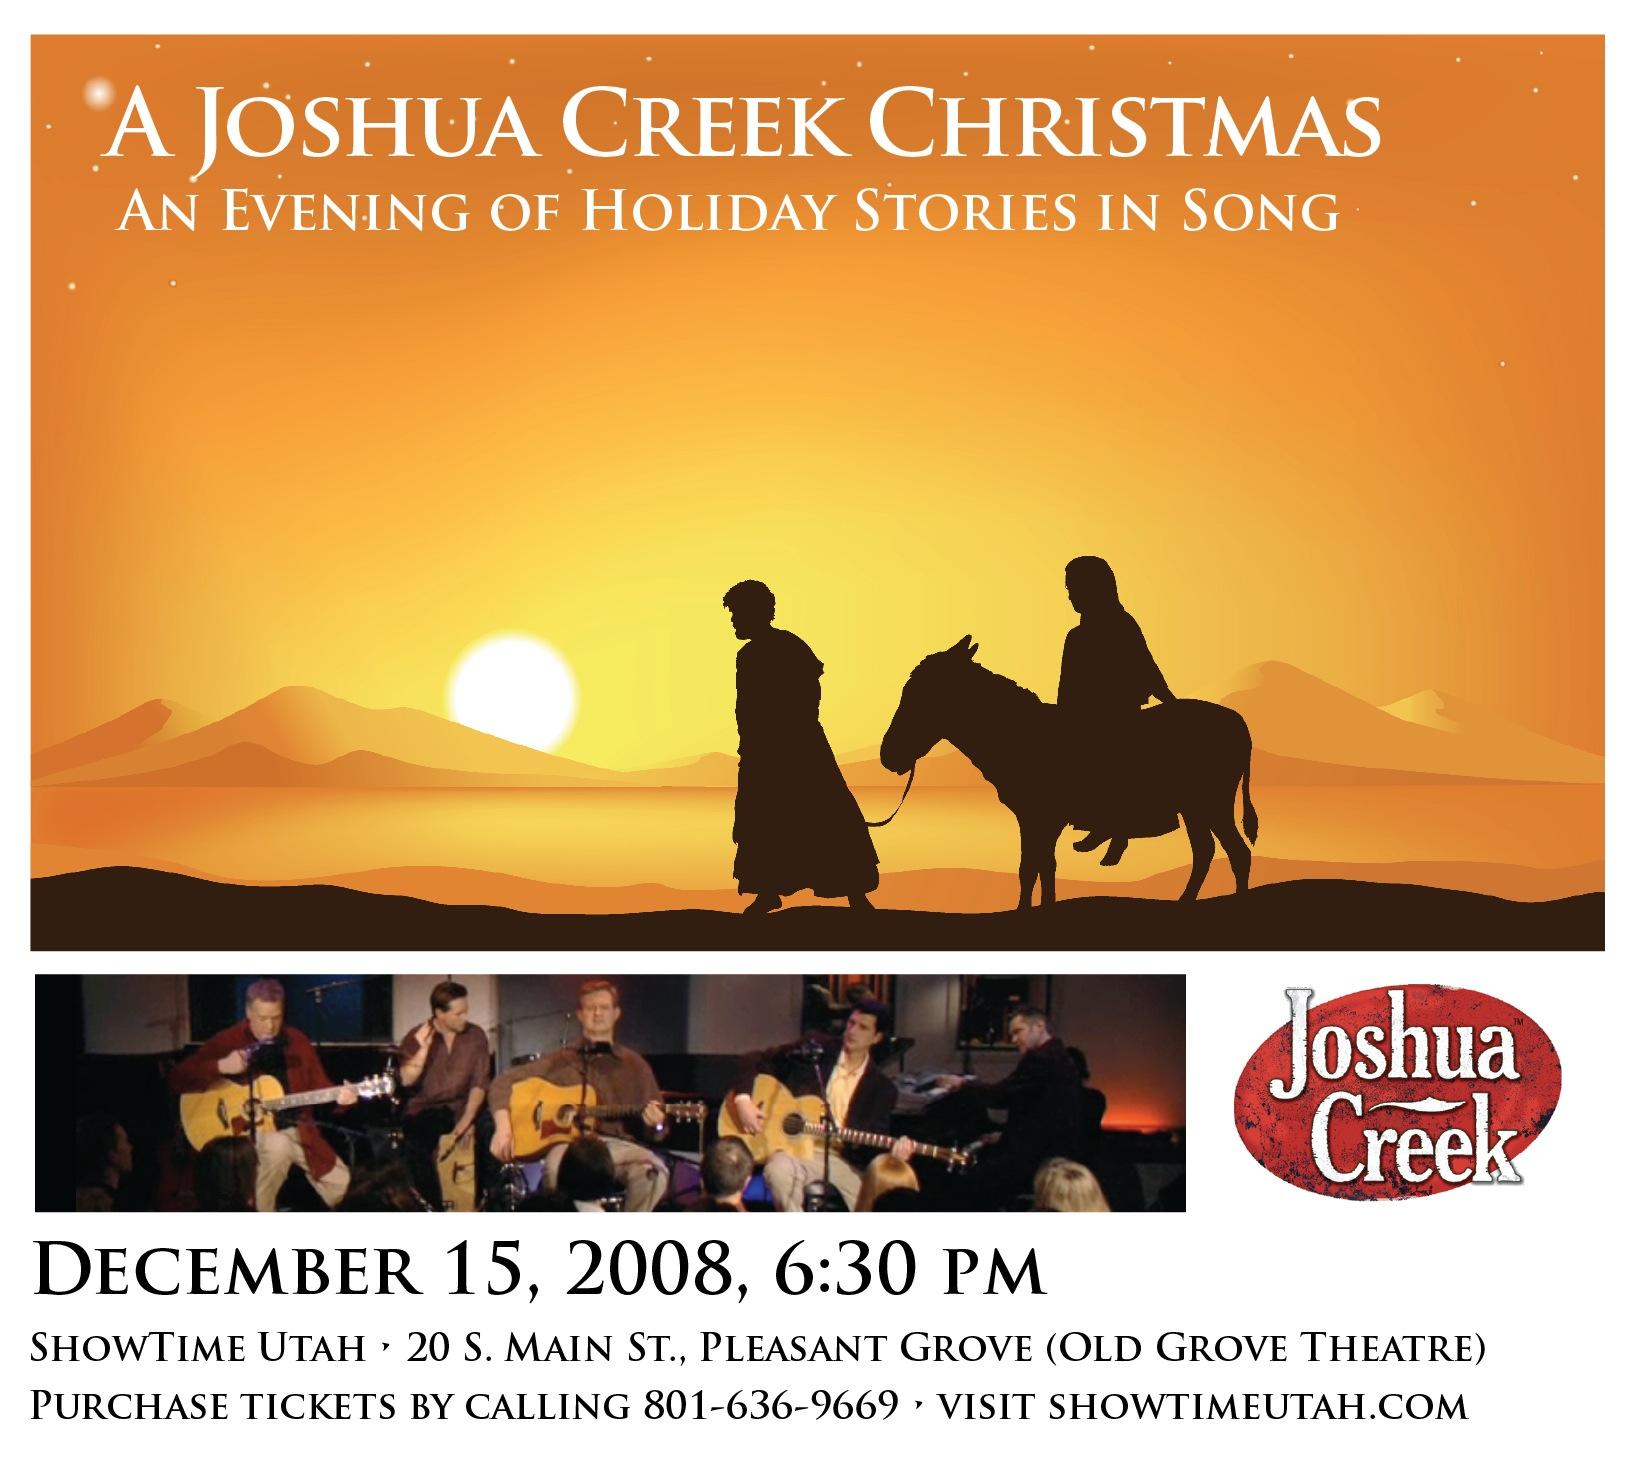 A Joshua Creek Christmas
An Evening of Holiday Stories in Song
Joshua™
Creek
December 15, 2008, 6:30 pm
ShowTime Utah • 20 S. Main St., Pleasant Grove (Old Grove Theatre)
Purchase tickets by calling 801-636-9669 • visit showtimeutah.com